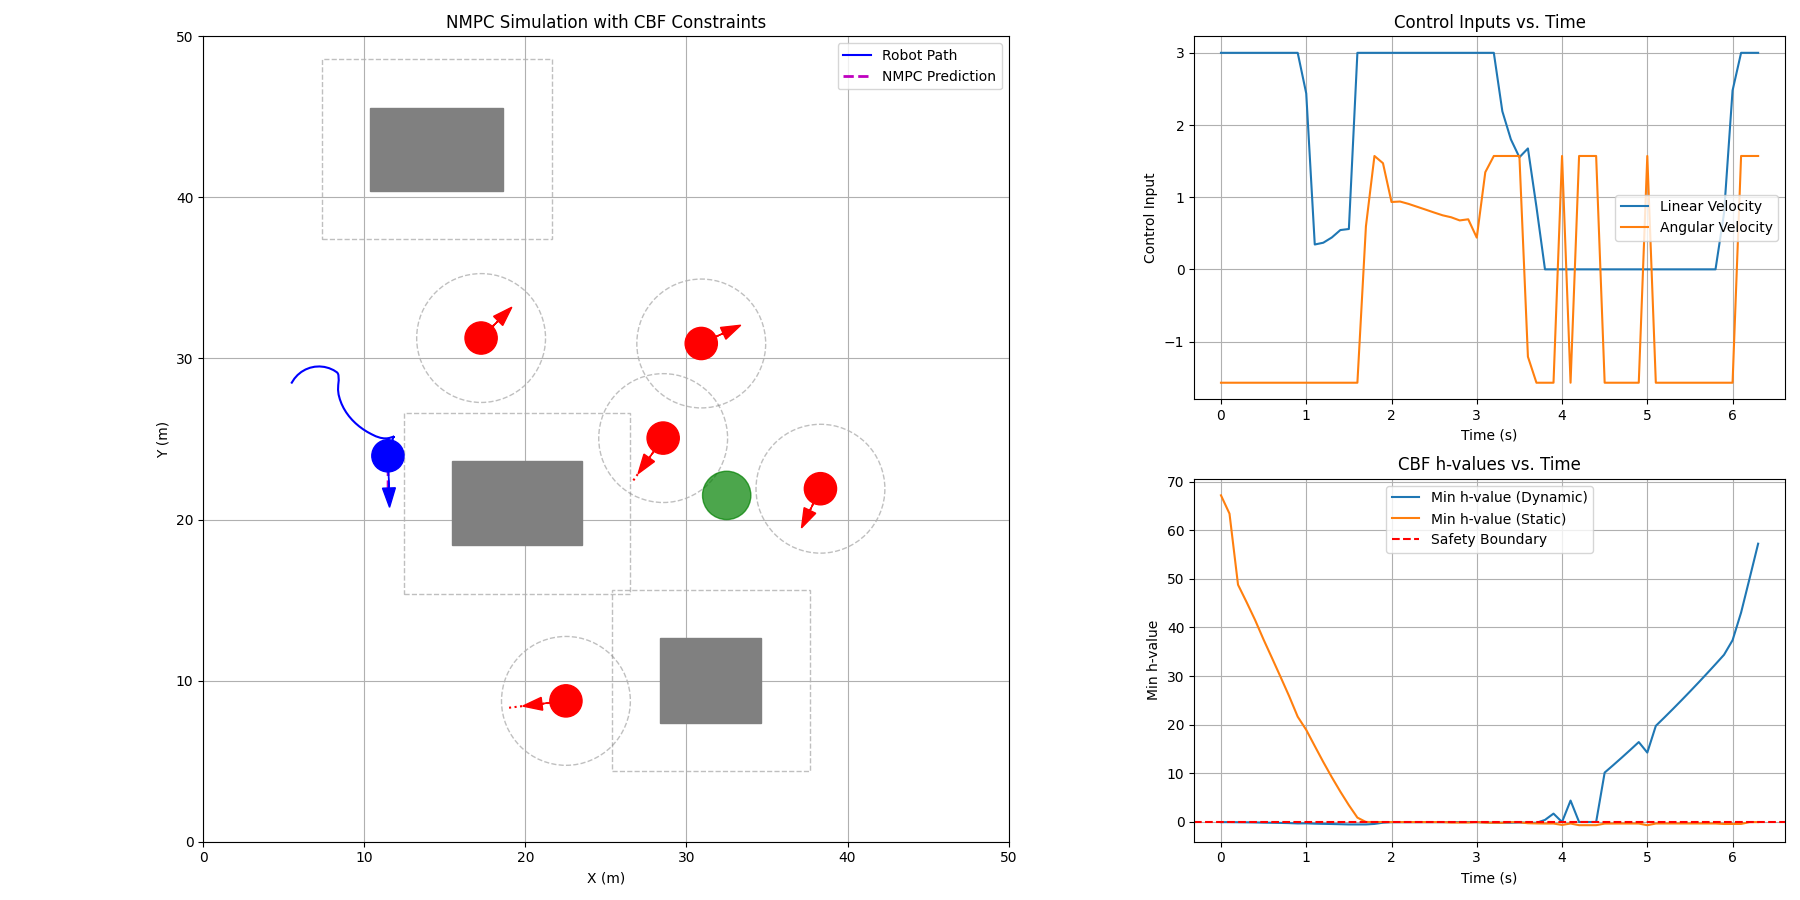 NMPC Simulation with CBF Constraints
50
40
30
20
10
0
Y (m)
0 10 20 30 40 50
X (m)
Robot Path
NMPC Prediction
Control Inputs vs. Time
3
2
1
0
−1
Control Input
0 1 2 3 4 5 6
Time (s)
Linear Velocity
Angular Velocity
CBF h-values vs. Time
70
60
50
40
30
20
10
0
Min h-value
0 1 2 3 4 5 6
Time (s)
Min h-value (Dynamic)
Min h-value (Static)
Safety Boundary